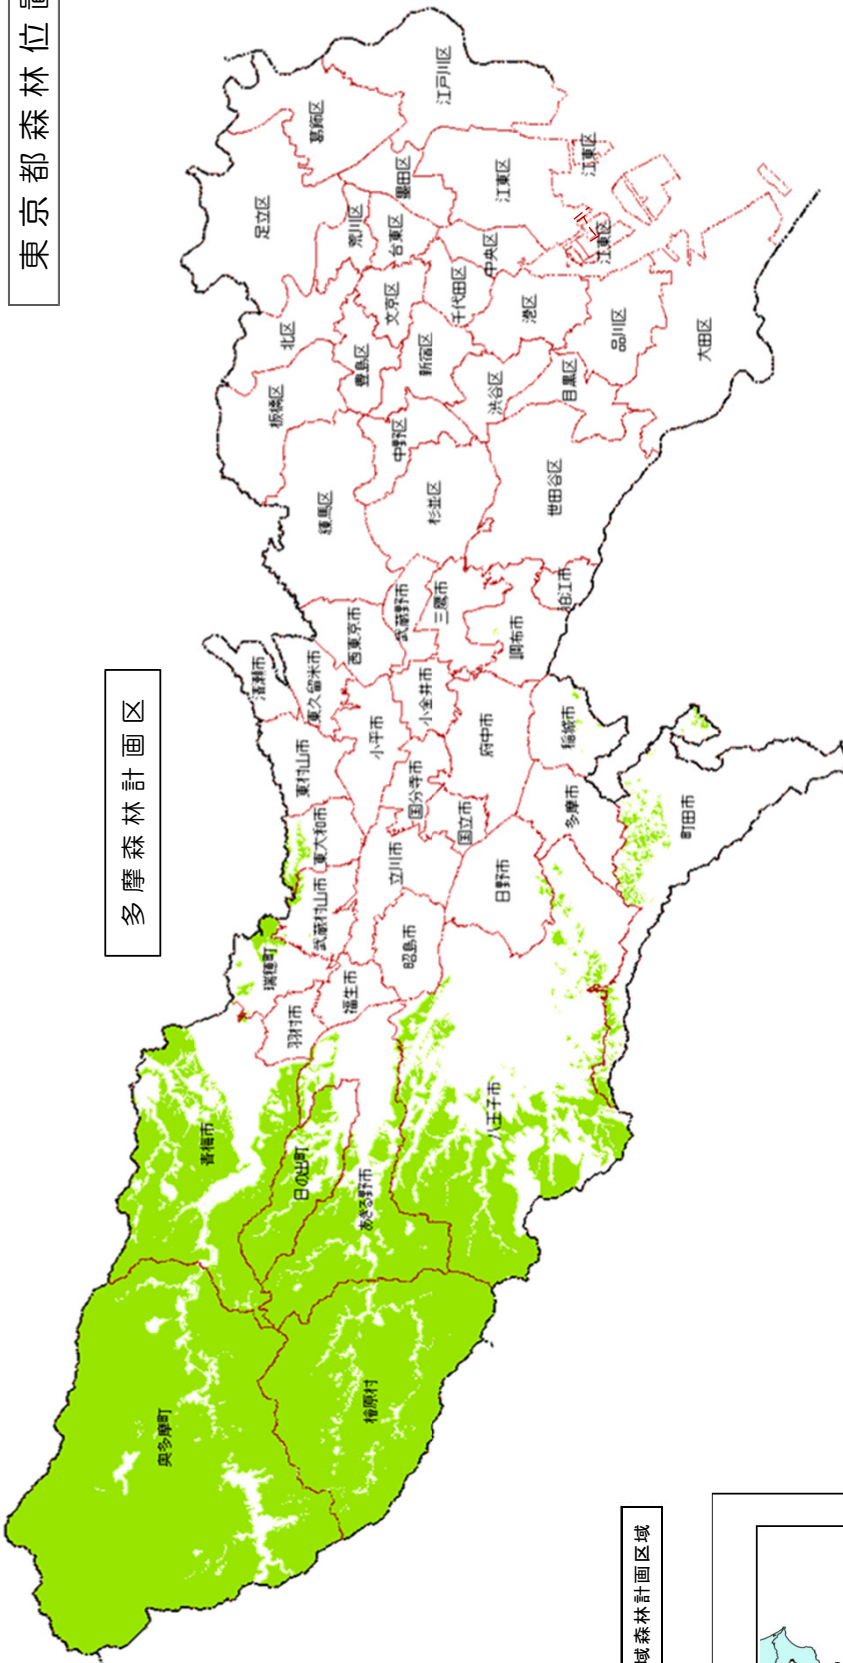 東京都森林位
多摩森林計画区
奥多摩町
檜原村
青梅市
日の出町
あきる野市
八王子市
羽村市
瑞穂町
福生市
昭島市
武蔵村山市
東大和市
立川市
日野市
東村山市
小平市
国分寺市
国立市
多摩市
町田市
清瀬市
東久留米市
西東京市
小金井市
府中市
稲城市
武蔵野市
三鷹市
調布市
狛江市
練馬区
杉並区
世田谷区
板橋区
中野区
北区
豊島区
新宿区
渋谷区
目黒区
文京区
千代田区
港区
品川区
大田区
足立区
荒川区
台東区
中央区
葛飾区
墨田区
江東区
江東区
江東区
江戸川区
域森林計画区域